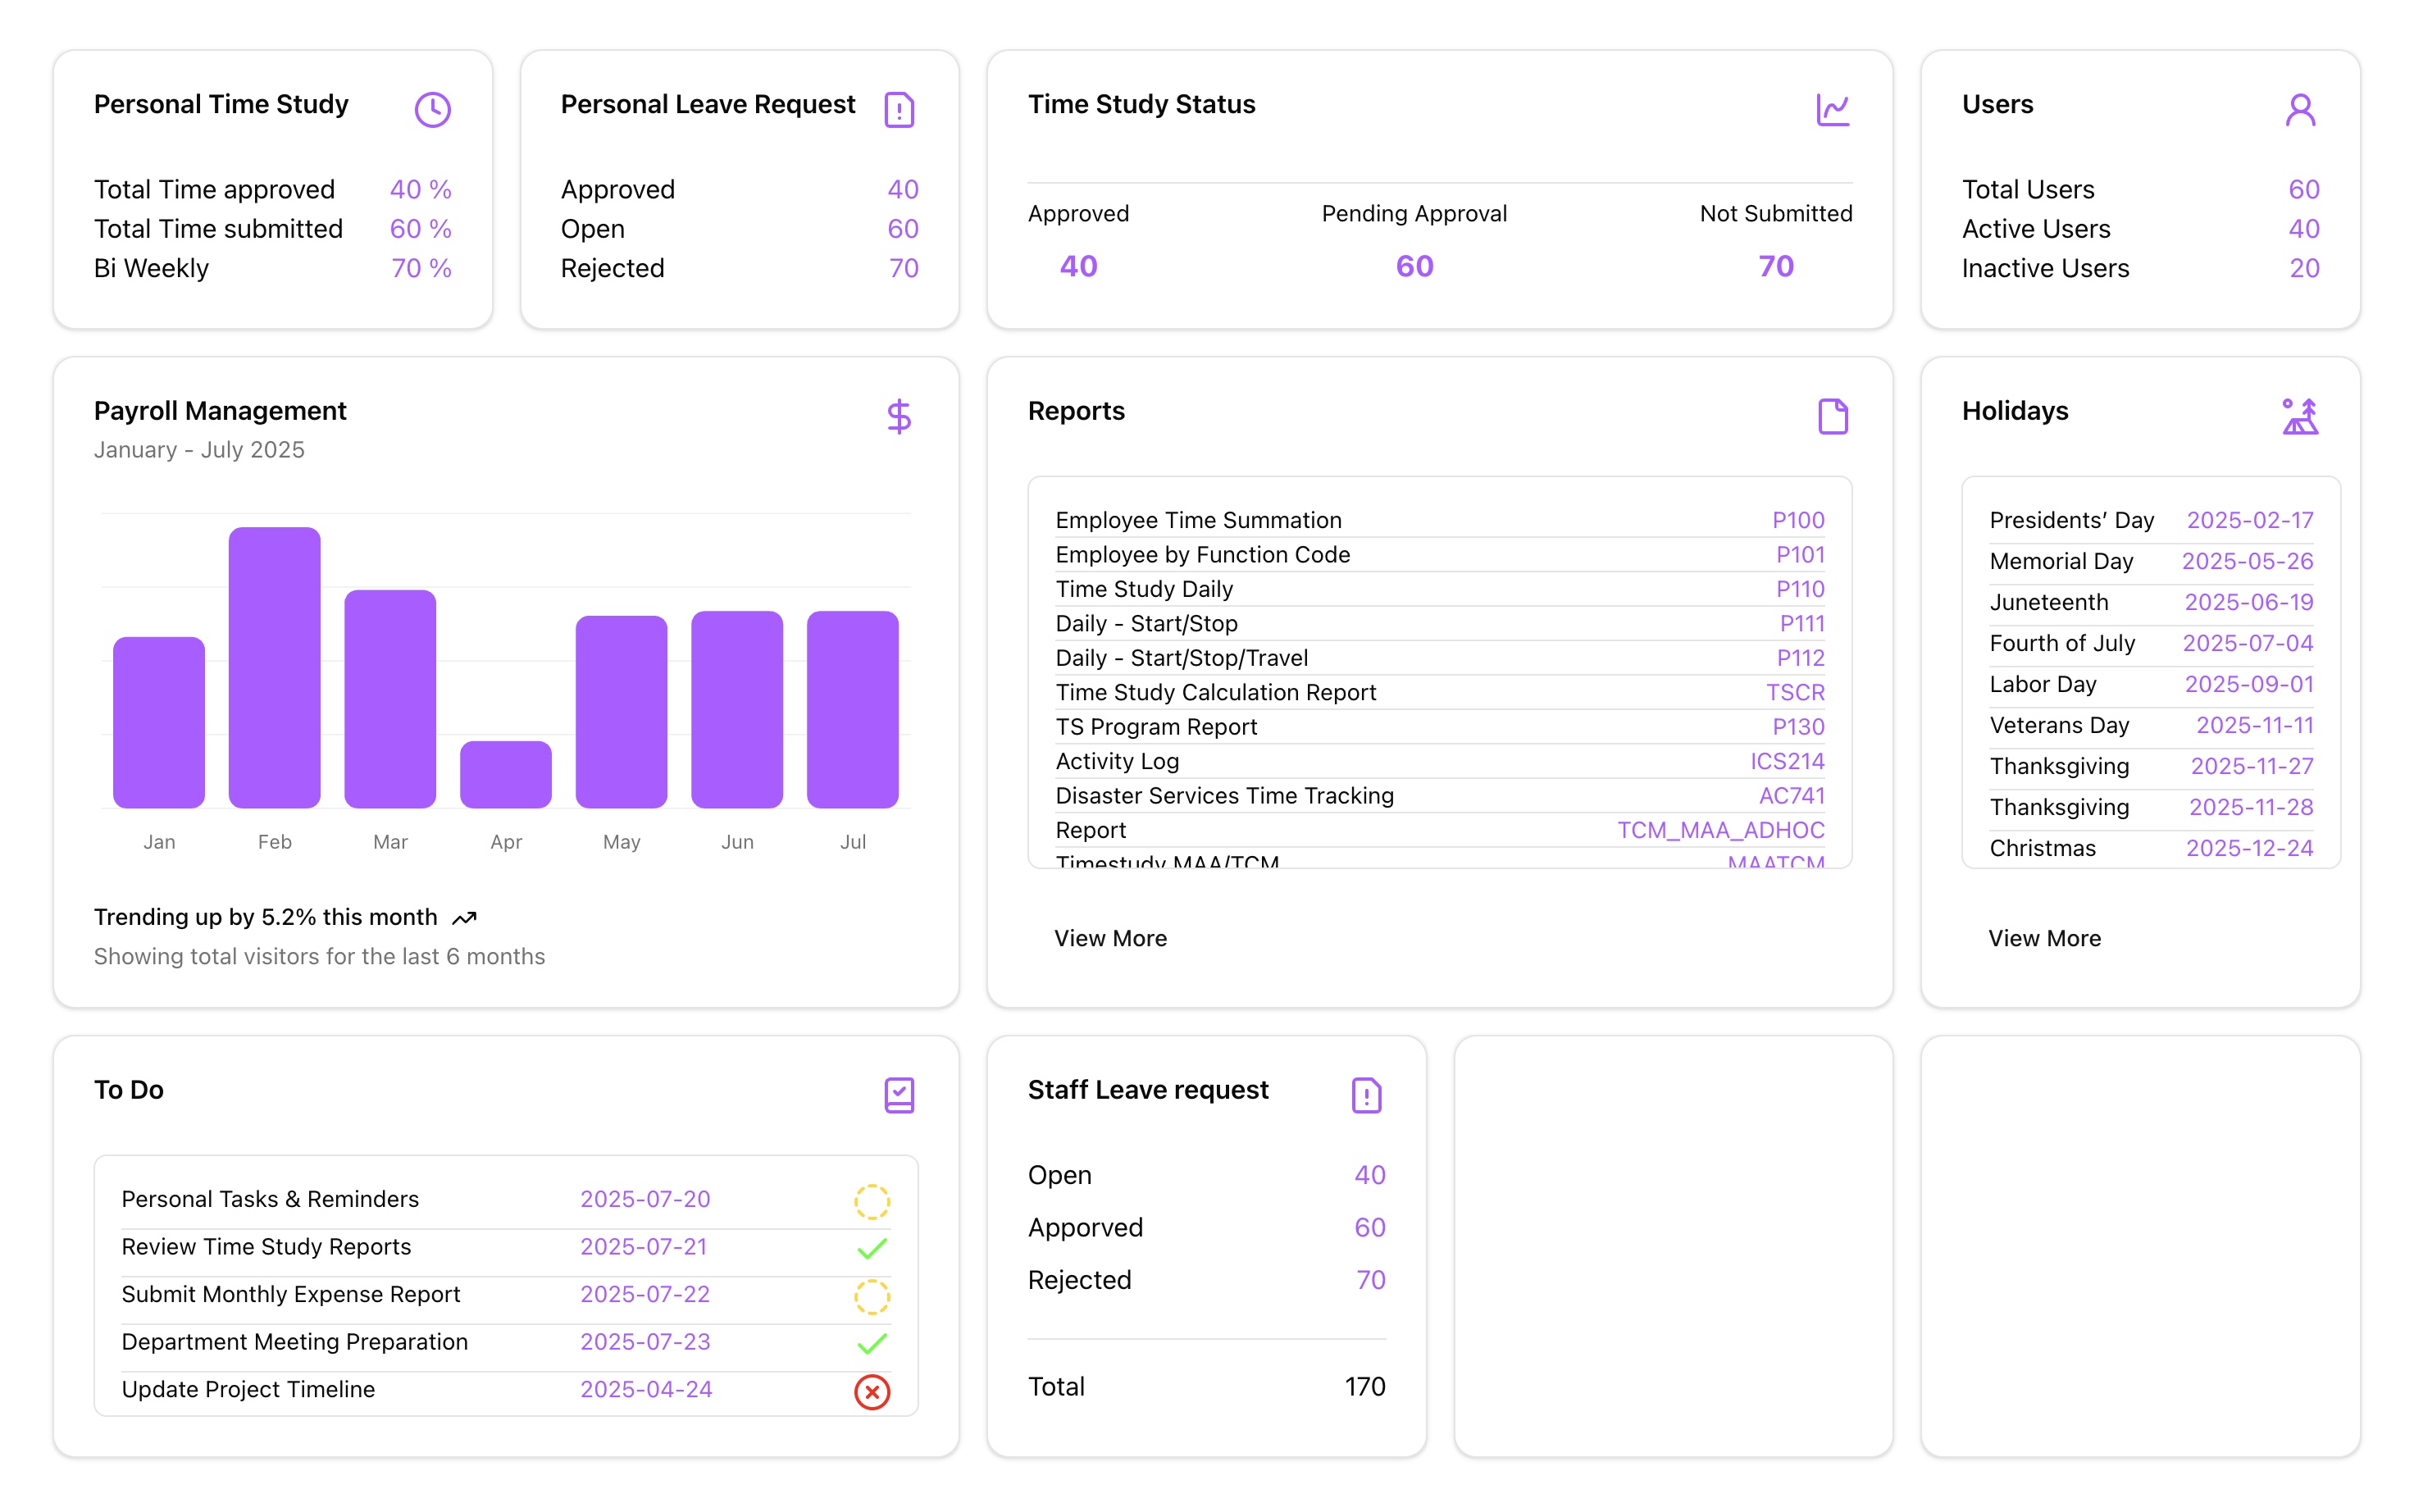 Personal Time Study
Total Time approved 40 %
Total Time submitted 60 %
Bi Weekly 70 %
Personal Leave Request
Approved 40
Open 60
Rejected 70
Time Study Status
Approved Pending Approval Not Submitted
40 60 70
Users
Total Users 60
Active Users 40
Inactive Users 20
Payroll Management
January - July 2025
Jan Feb Mar Apr May Jun Jul
Trending up by 5.2% this month
Showing total visitors for the last 6 months
Reports
Employee Time Summation P100
Employee by Function Code P101
Time Study Daily P110
Daily - Start/Stop P111
Daily - Start/Stop/Travel P112
Time Study Calculation Report TSCR
TS Program Report P130
Activity Log ICS214
Disaster Services Time Tracking AC741
Report TCM_MAA_ADHOC
Timestudy MAA/TCM MAATCM
View More
Holidays
Presidents’ Day 2025-02-17
Memorial Day 2025-05-26
Juneteenth 2025-06-19
Fourth of July 2025-07-04
Labor Day 2025-09-01
Veterans Day 2025-11-11
Thanksgiving 2025-11-27
Thanksgiving 2025-11-28
Christmas 2025-12-24
View More
To Do
Personal Tasks & Reminders 2025-07-20
Review Time Study Reports 2025-07-21
Submit Monthly Expense Report 2025-07-22
Department Meeting Preparation 2025-07-23
Update Project Timeline 2025-04-24
Staff Leave request
Open 40
Apporved 60
Rejected 70
Total 170